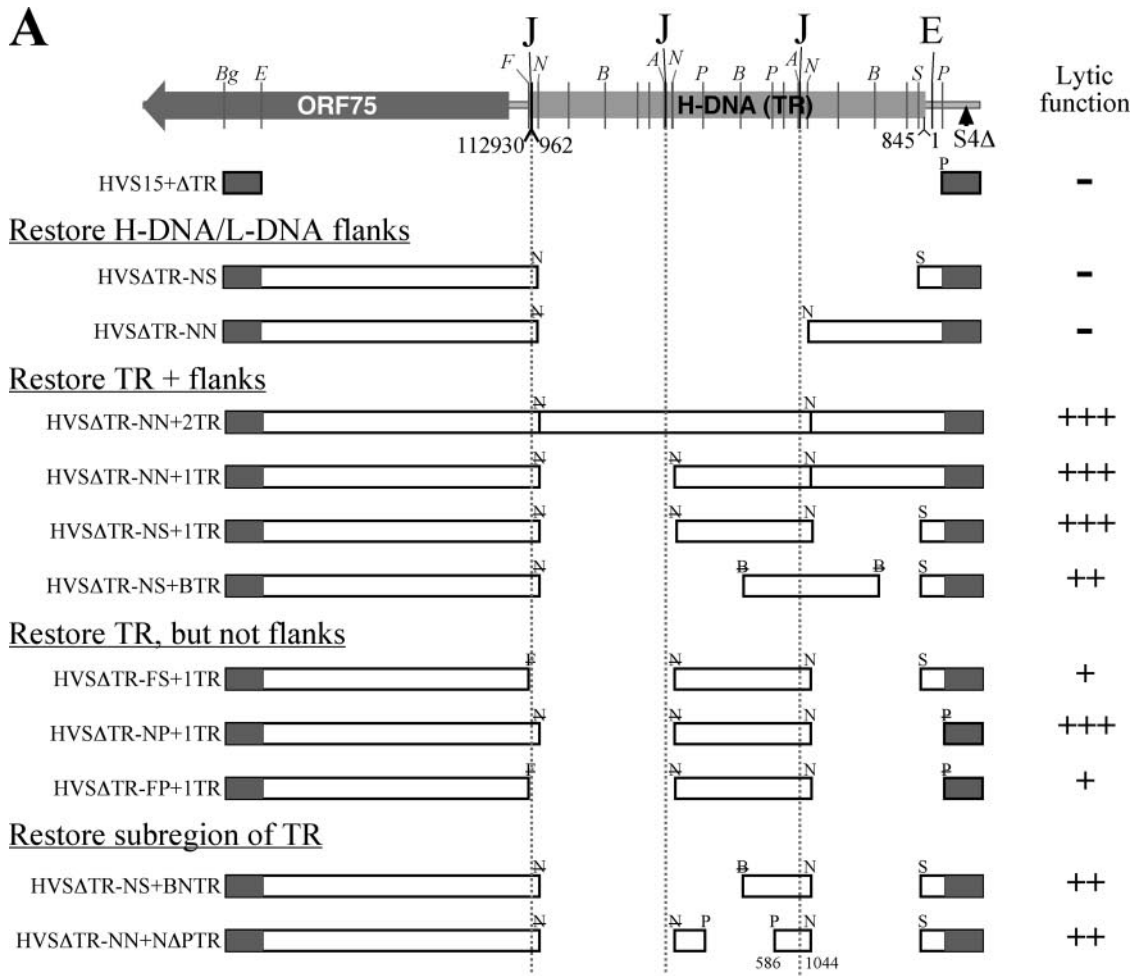 A
J J J E
Bg E F N B A N P B P A N B S P
Lytic function
ORF75 H-DNA (TR)
112930 962 845 1 S4Δ
P
HVS15+ΔTR -
Restore H-DNA/L-DNA flanks
N S
HVSΔTR-NS -
N N
HVSΔTR-NN -
Restore TR + flanks
N N
HVSΔTR-NN+2TR +++
N N N
HVSΔTR-NN+1TR +++
N N N S
HVSΔTR-NS+1TR +++
N B B S
HVSΔTR-NS+BTR ++
Restore TR, but not flanks
F N N S
HVSΔTR-FS+1TR +
N N N P
HVSΔTR-NP+1TR +++
F N N P
HVSΔTR-FP+1TR +
Restore subregion of TR
N B N S
HVSΔTR-NS+BNTR ++
N N P P N S
HVSΔTR-NN+NΔPTR ++
586 1044